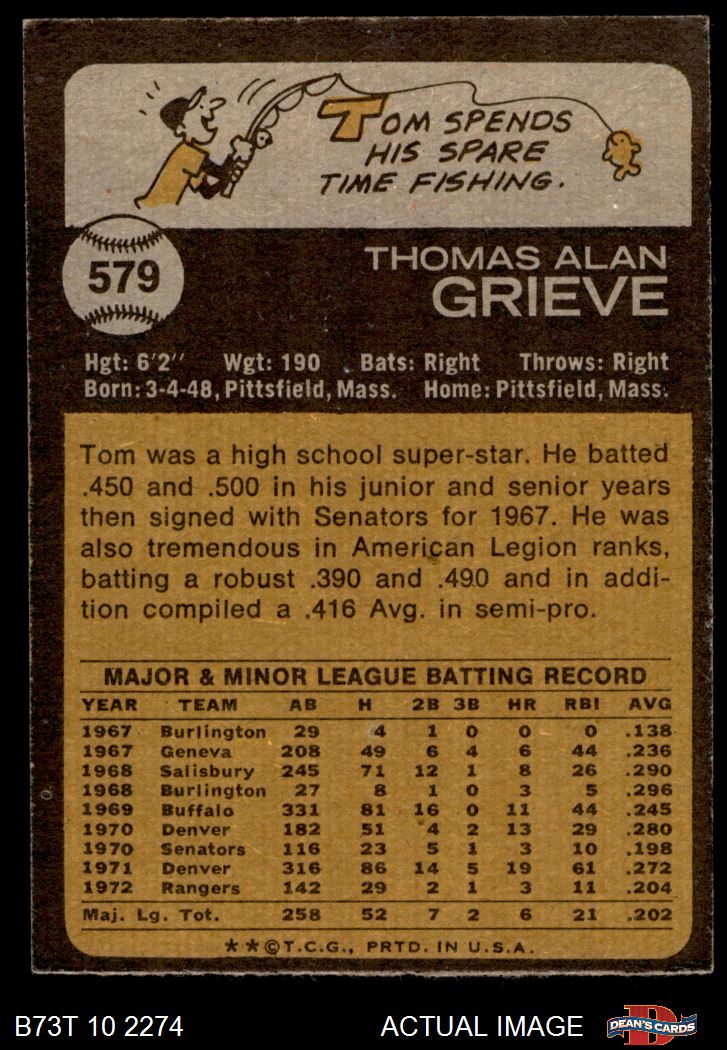 TOM SPENDS
HIS SPARE
TIME FISHING.
579
THOMAS ALAN
GRIEVE
Hgt: 6'2" Wgt: 190 Bats: Right Throws: Right
Born: 3-4-48, Pittsfield, Mass. Home: Pittsfield, Mass.
Tom was a high school super-star. He batted
.450 and .500 in his junior and senior years
then signed with Senators for 1967. He was
also tremendous in American Legion ranks,
batting a robust .390 and .490 and in addi-
tion compiled a .416 Avg. in semi-pro.
MAJOR & MINOR LEAGUE BATTING RECORD
YEAR TEAM AB H 2B 3B HR RBI AVG
1967 Burlington 29 4 1 0 0 0 .138
1967 Geneva 208 49 6 4 6 44 .236
1968 Salisbury 245 71 12 1 8 26 .290
1968 Burlington 27 8 1 0 3 5 .296
1969 Buffalo 331 81 16 0 11 44 .245
1970 Denver 182 51 4 2 13 29 .280
1970 Senators 116 23 5 1 3 10 .198
1971 Denver 316 86 14 5 19 61 .272
1972 Rangers 142 29 2 1 3 11 .204
Maj. Lg. Tot. 258 52 7 2 6 21 .202
**©T.C.G., PRTD. IN U.S.A.
B73T 10 2274 ACTUAL IMAGE D DEAN'S CARDS